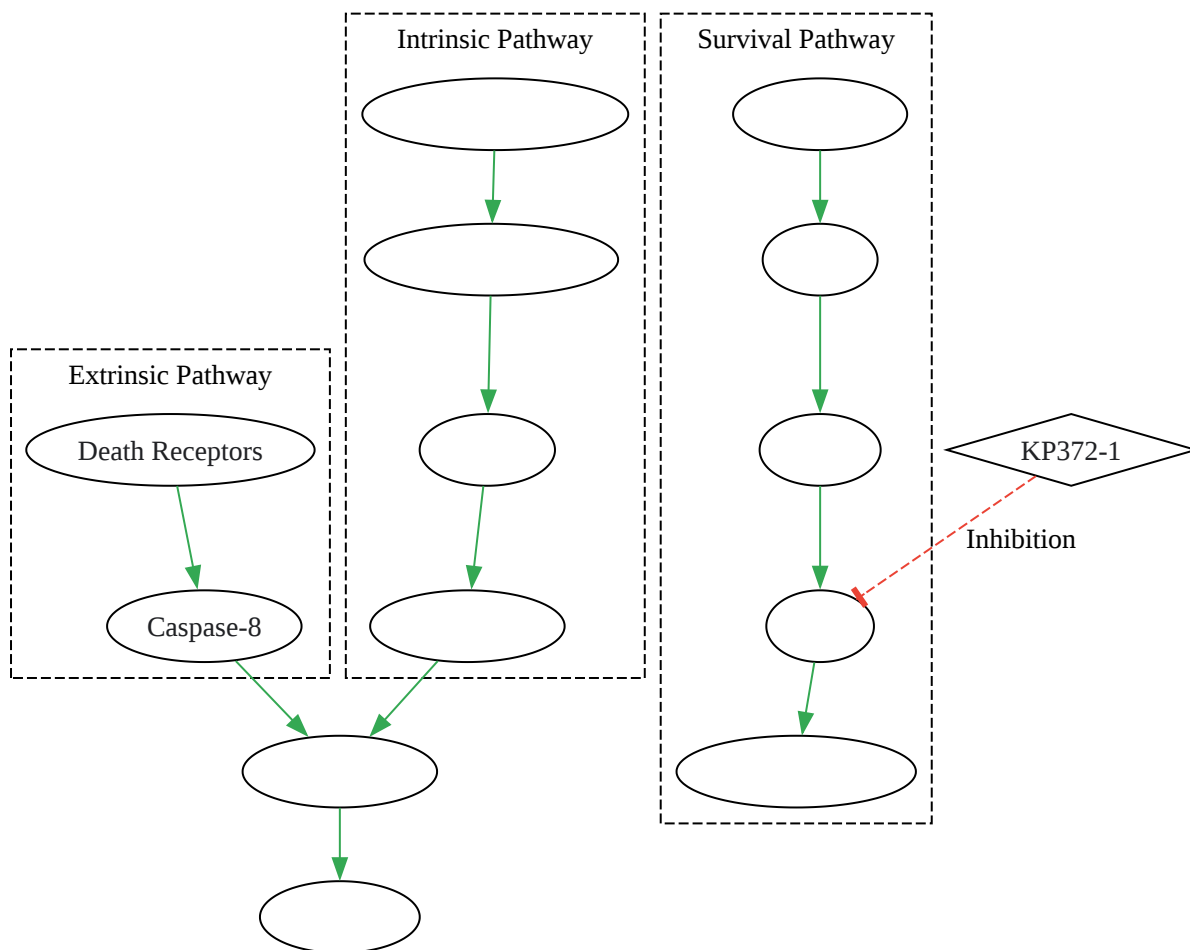 Intrinsic Pathway
Survival Pathway
Extrinsic Pathway
Death Receptors
KP372-1
Inhibition
Caspase-8